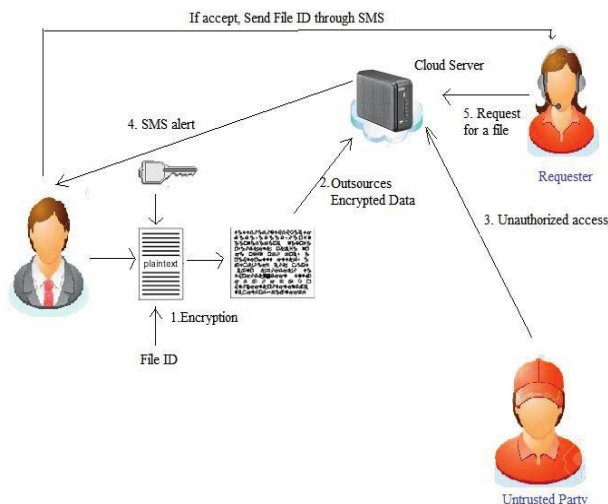 If accept, Send File ID through SMS
Cloud Server
4. SMS alert
5. Request
for a file
Requester
2.Outsources
Encrypted Data
3. Unauthorized access
plaintext
1.Encryption
File ID
Untrusted Party